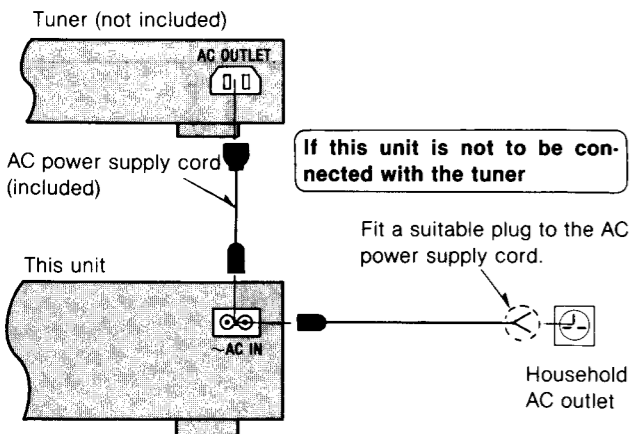 Tuner (not included)
AC OUTLET
AC power supply cord
(included)
If this unit is not to be con-
nected with the tuner
Fit a suitable plug to the AC
power supply cord.
This unit
~AC IN
Household
AC outlet